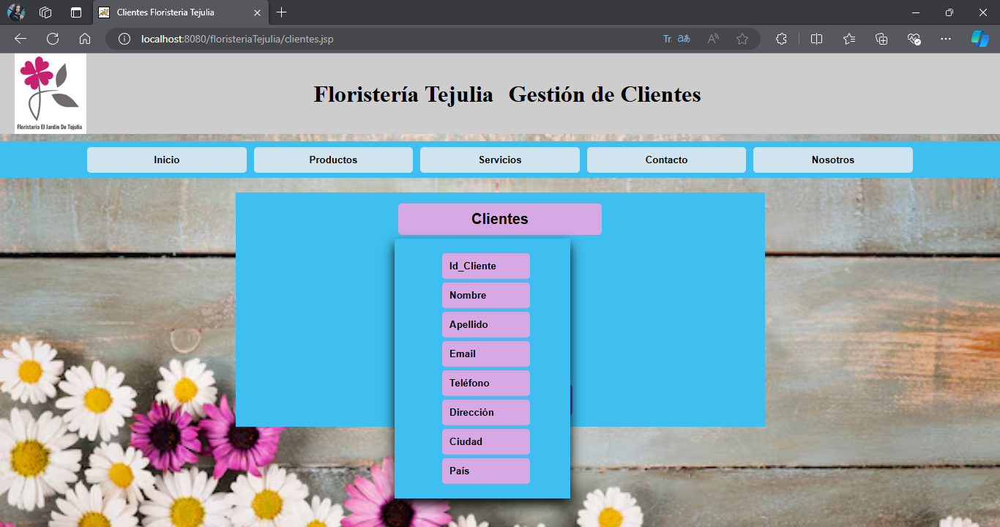 Clientes Floristeria Tejulia
localhost:8080/floristeriaTejulia/clientes.jsp
Floristería Tejulia Gestión de Clientes
Floristeria El Jardin De Tejulia
Inicio Productos Servicios Contacto Nosotros
Clientes
Id_Cliente
Nombre
Apellido
Email
Teléfono
Dirección
Ciudad
País